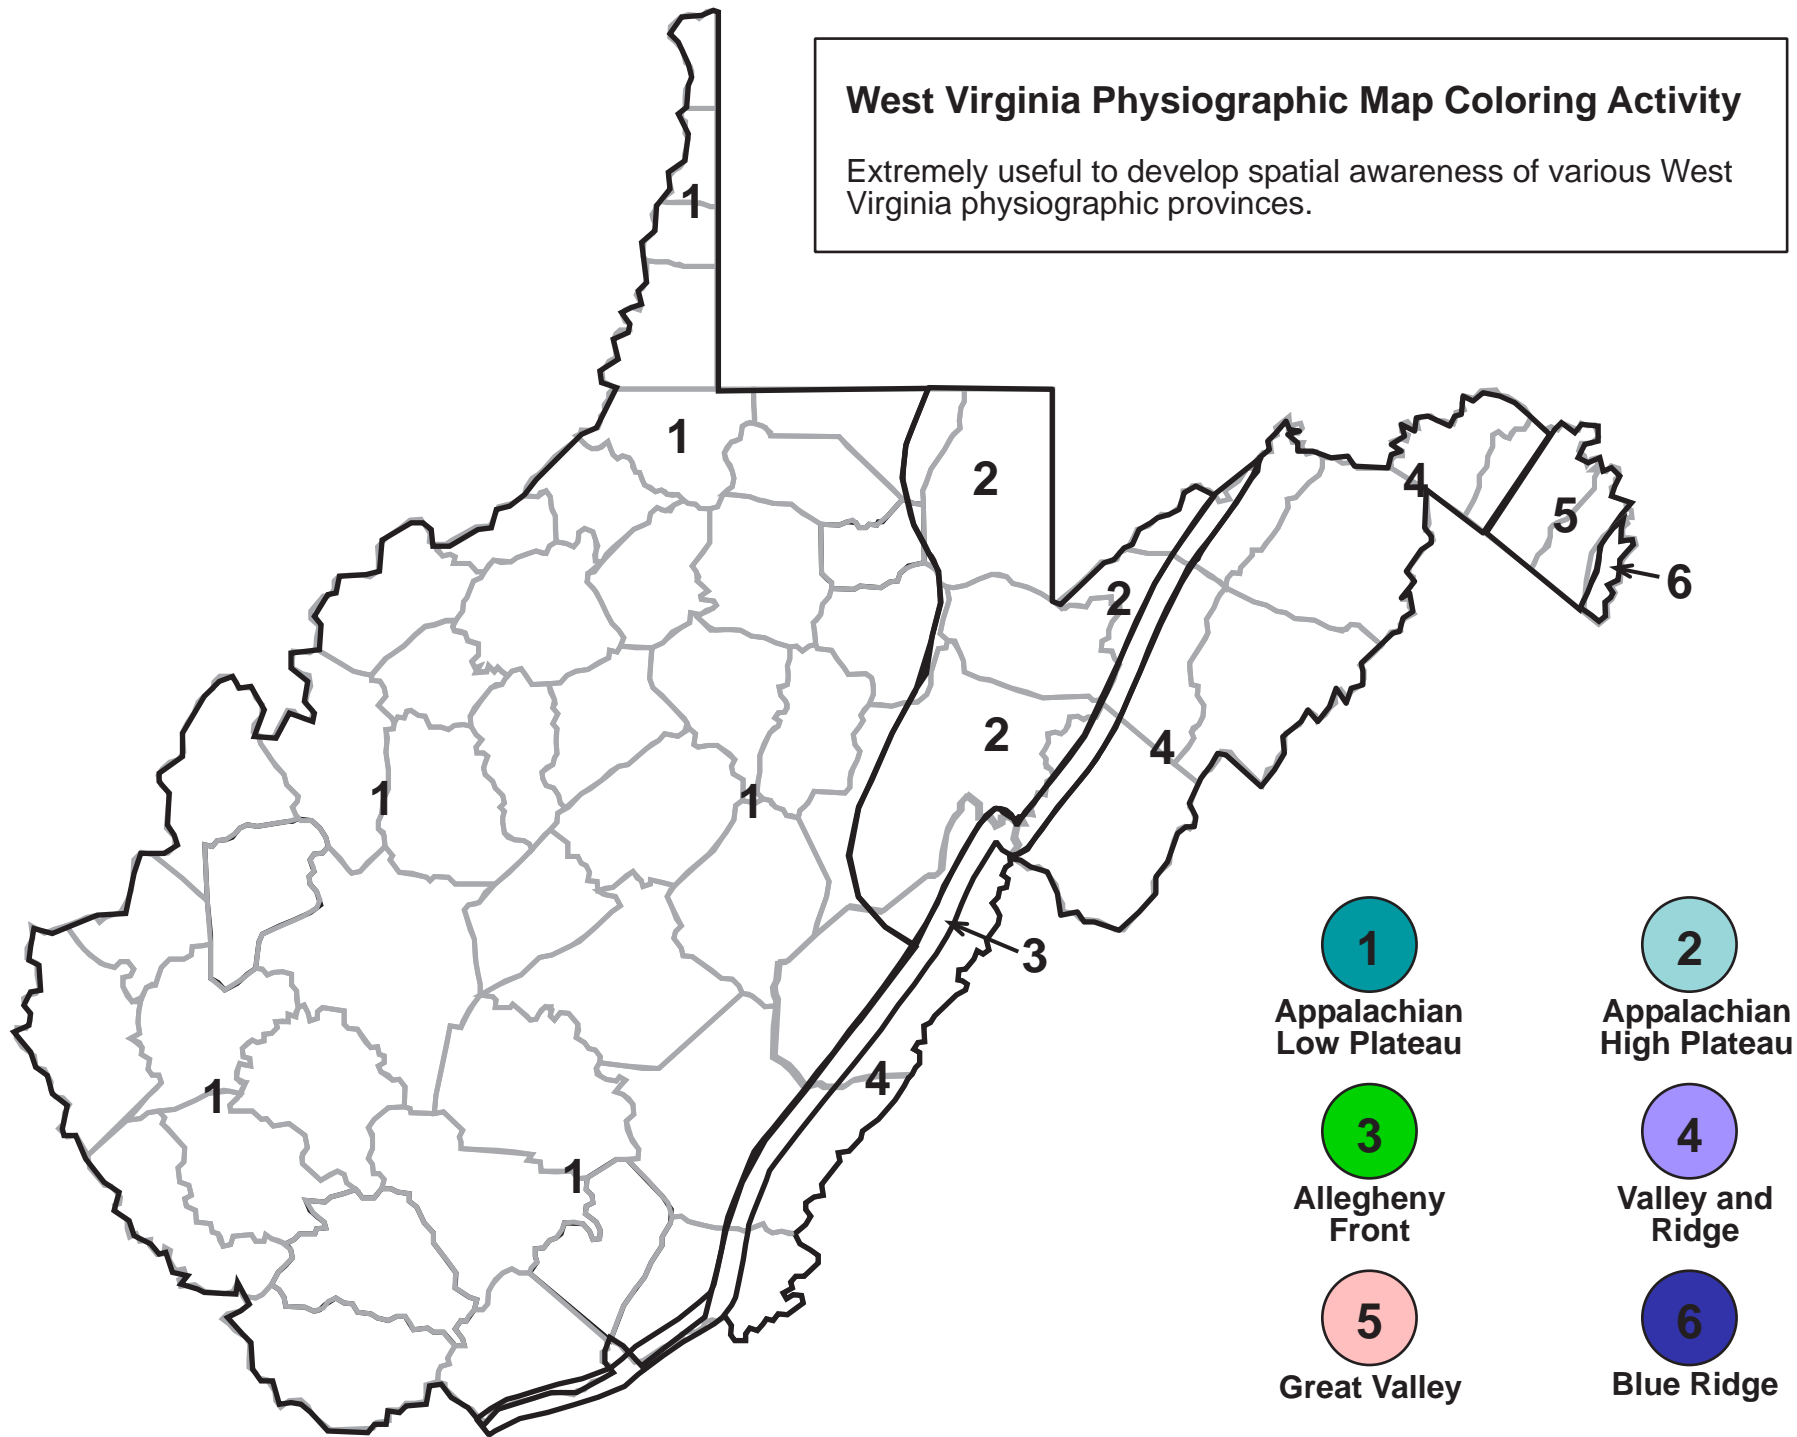 West Virginia Physiographic Map Coloring Activity
Extremely useful to develop spatial awareness of various West
Virginia physiographic provinces.
1
1
2
4
5
6
2
2
4
1
1
3
4
1
1
1
Appalachian
Low Plateau
2
Appalachian
High Plateau
3
Allegheny
Front
4
Valley and
Ridge
5
Great Valley
6
Blue Ridge